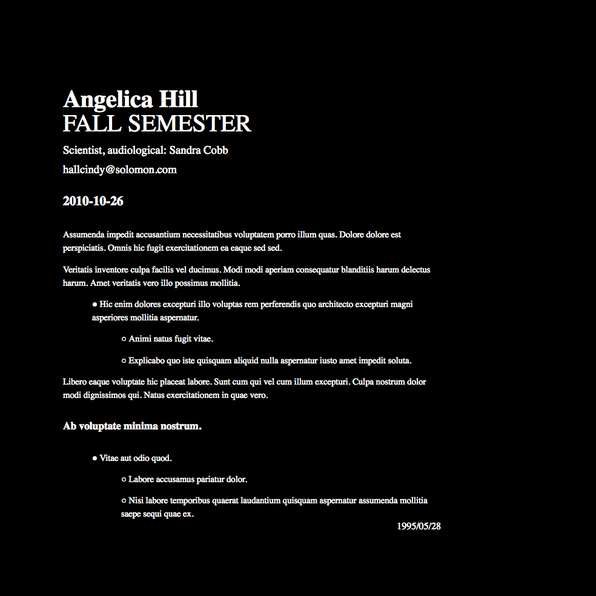 Angelica Hill
FALL SEMESTER
Scientist, audiological: Sandra Cobb
hallcindy@solomon.com
2010-10-26
Assumenda impedit accusantium necessitatibus voluptatem porro illum quas. Dolore dolore est
perspiciatis. Omnis hic fugit exercitationem ea eaque sed sed.
Veritatis inventore culpa facilis vel ducimus. Modi modi aperiam consequatur blanditiis harum delectus
harum. Amet veritatis vero illo possimus mollitia.
● Hic enim dolores excepturi illo voluptas rem perferendis quo architecto excepturi magni
asperiores mollitia aspernatur.
○ Animi natus fugit vitae.
○ Explicabo quo iste quisquam aliquid nulla aspernatur iusto amet impedit soluta.
Libero eaque voluptate hic placeat labore. Sunt cum qui vel cum illum excepturi. Culpa nostrum dolor
modi dignissimos qui. Natus exercitationem in quae vero.
Ab voluptate minima nostrum.
● Vitae aut odio quod.
○ Labore accusamus pariatur dolor.
○ Nisi labore temporibus quaerat laudantium quisquam aspernatur assumenda mollitia
saepe sequi quae ex.
1995/05/28